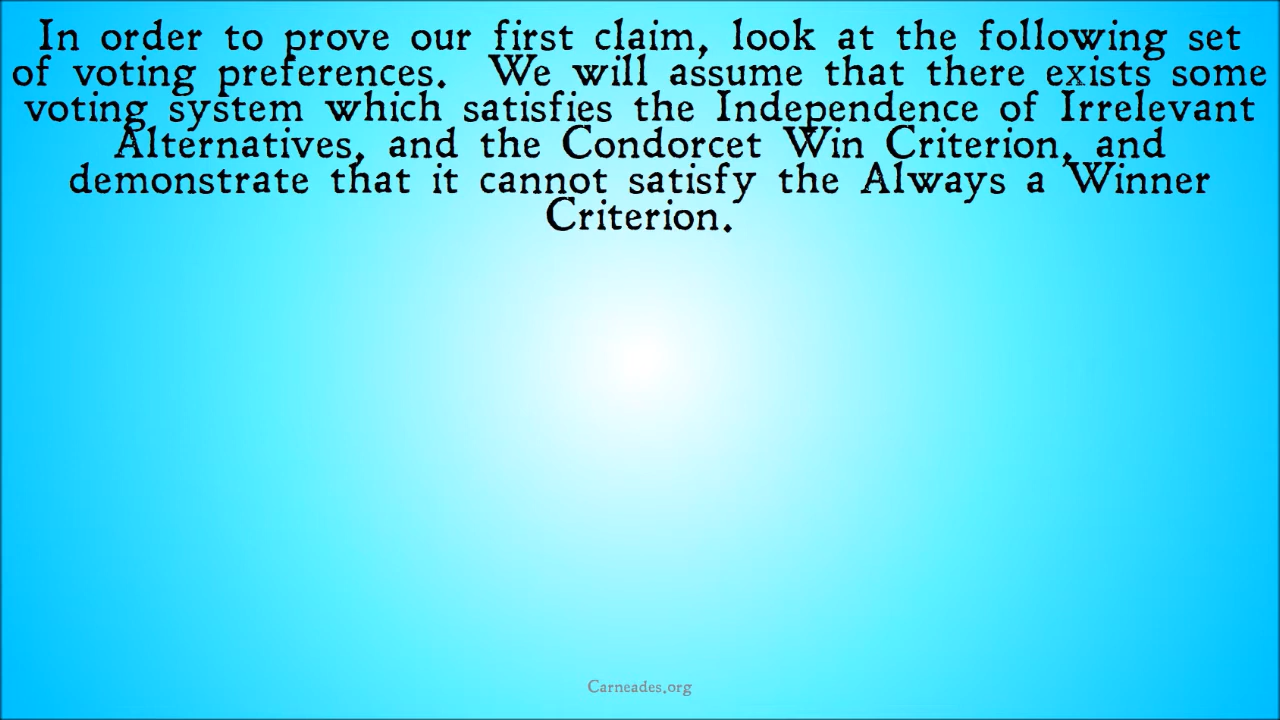 In order to prove our first claim, look at the following set
of voting preferences. We will assume that there exists some
voting system which satisfies the Independence of Irrelevant
Alternatives, and the Condorcet Win Criterion, and
demonstrate that it cannot satisfy the Always a Winner
Criterion.
Carneades.org